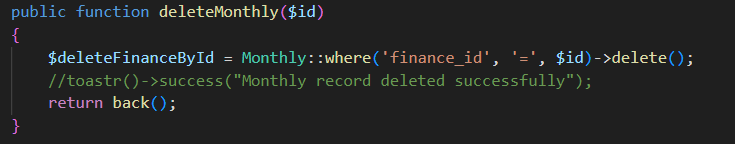 public function deleteMonthly($id)
{
$deleteFinanceById = Monthly::where('finance_id', '=', $id)->delete();
//toastr()->success("Monthly record deleted successfully");
return back();
}